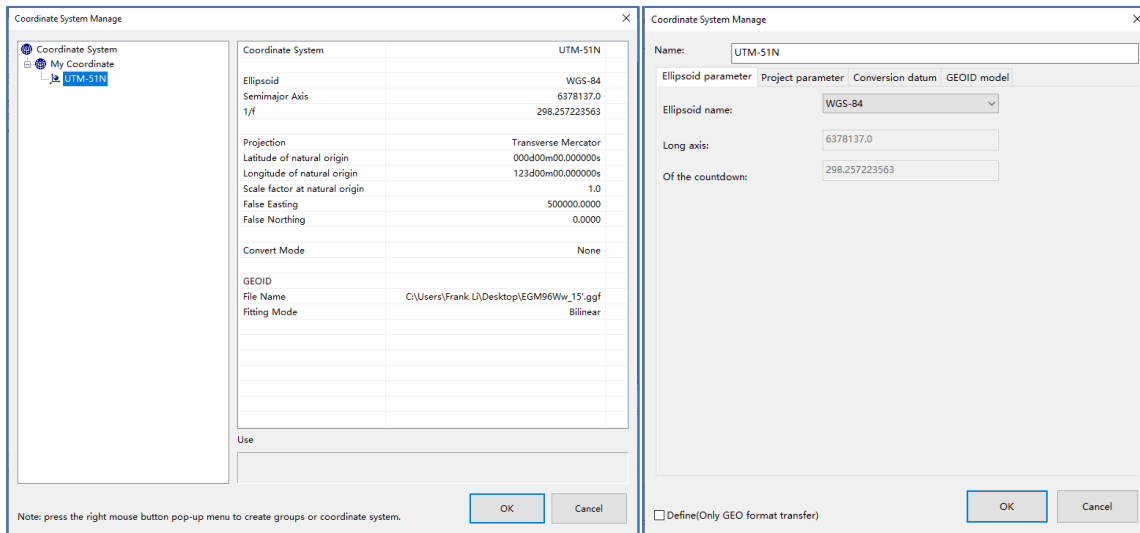 Coordinate System Manage
Coordinate System
My Coordinate
UTM-51N
Coordinate System UTM-51N
Ellipsoid WGS-84
Semimajor Axis 6378137.0
1/f 298.257223563
Projection Transverse Mercator
Latitude of natural origin 000d00m00.000000s
Longitude of natural origin 123d00m00.000000s
Scale factor at natural origin 1.0
False Easting 500000.0000
False Northing 0.0000
Convert Mode None
GEOID
File Name C:\Users\Frank Li\Desktop\EGM96Ww_15'.ggf
Fitting Mode Bilinear
Use
Note: press the right mouse button pop-up menu to create groups or coordinate system.
OK Cancel
Coordinate System Manage
Name: UTM-51N
Ellipsoid parameter Project parameter Conversion datum GEOID model
Ellipsoid name: WGS-84
Long axis: 6378137.0
Of the countdown: 298.257223563
Define(Only GEO format transfer)
OK Cancel